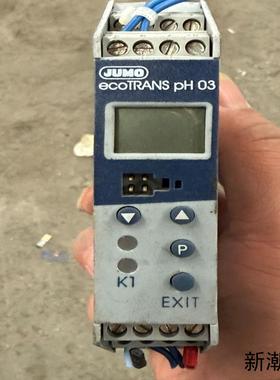 JUMO
ecoTRANS pH 03
P
K1
EXIT
新潮